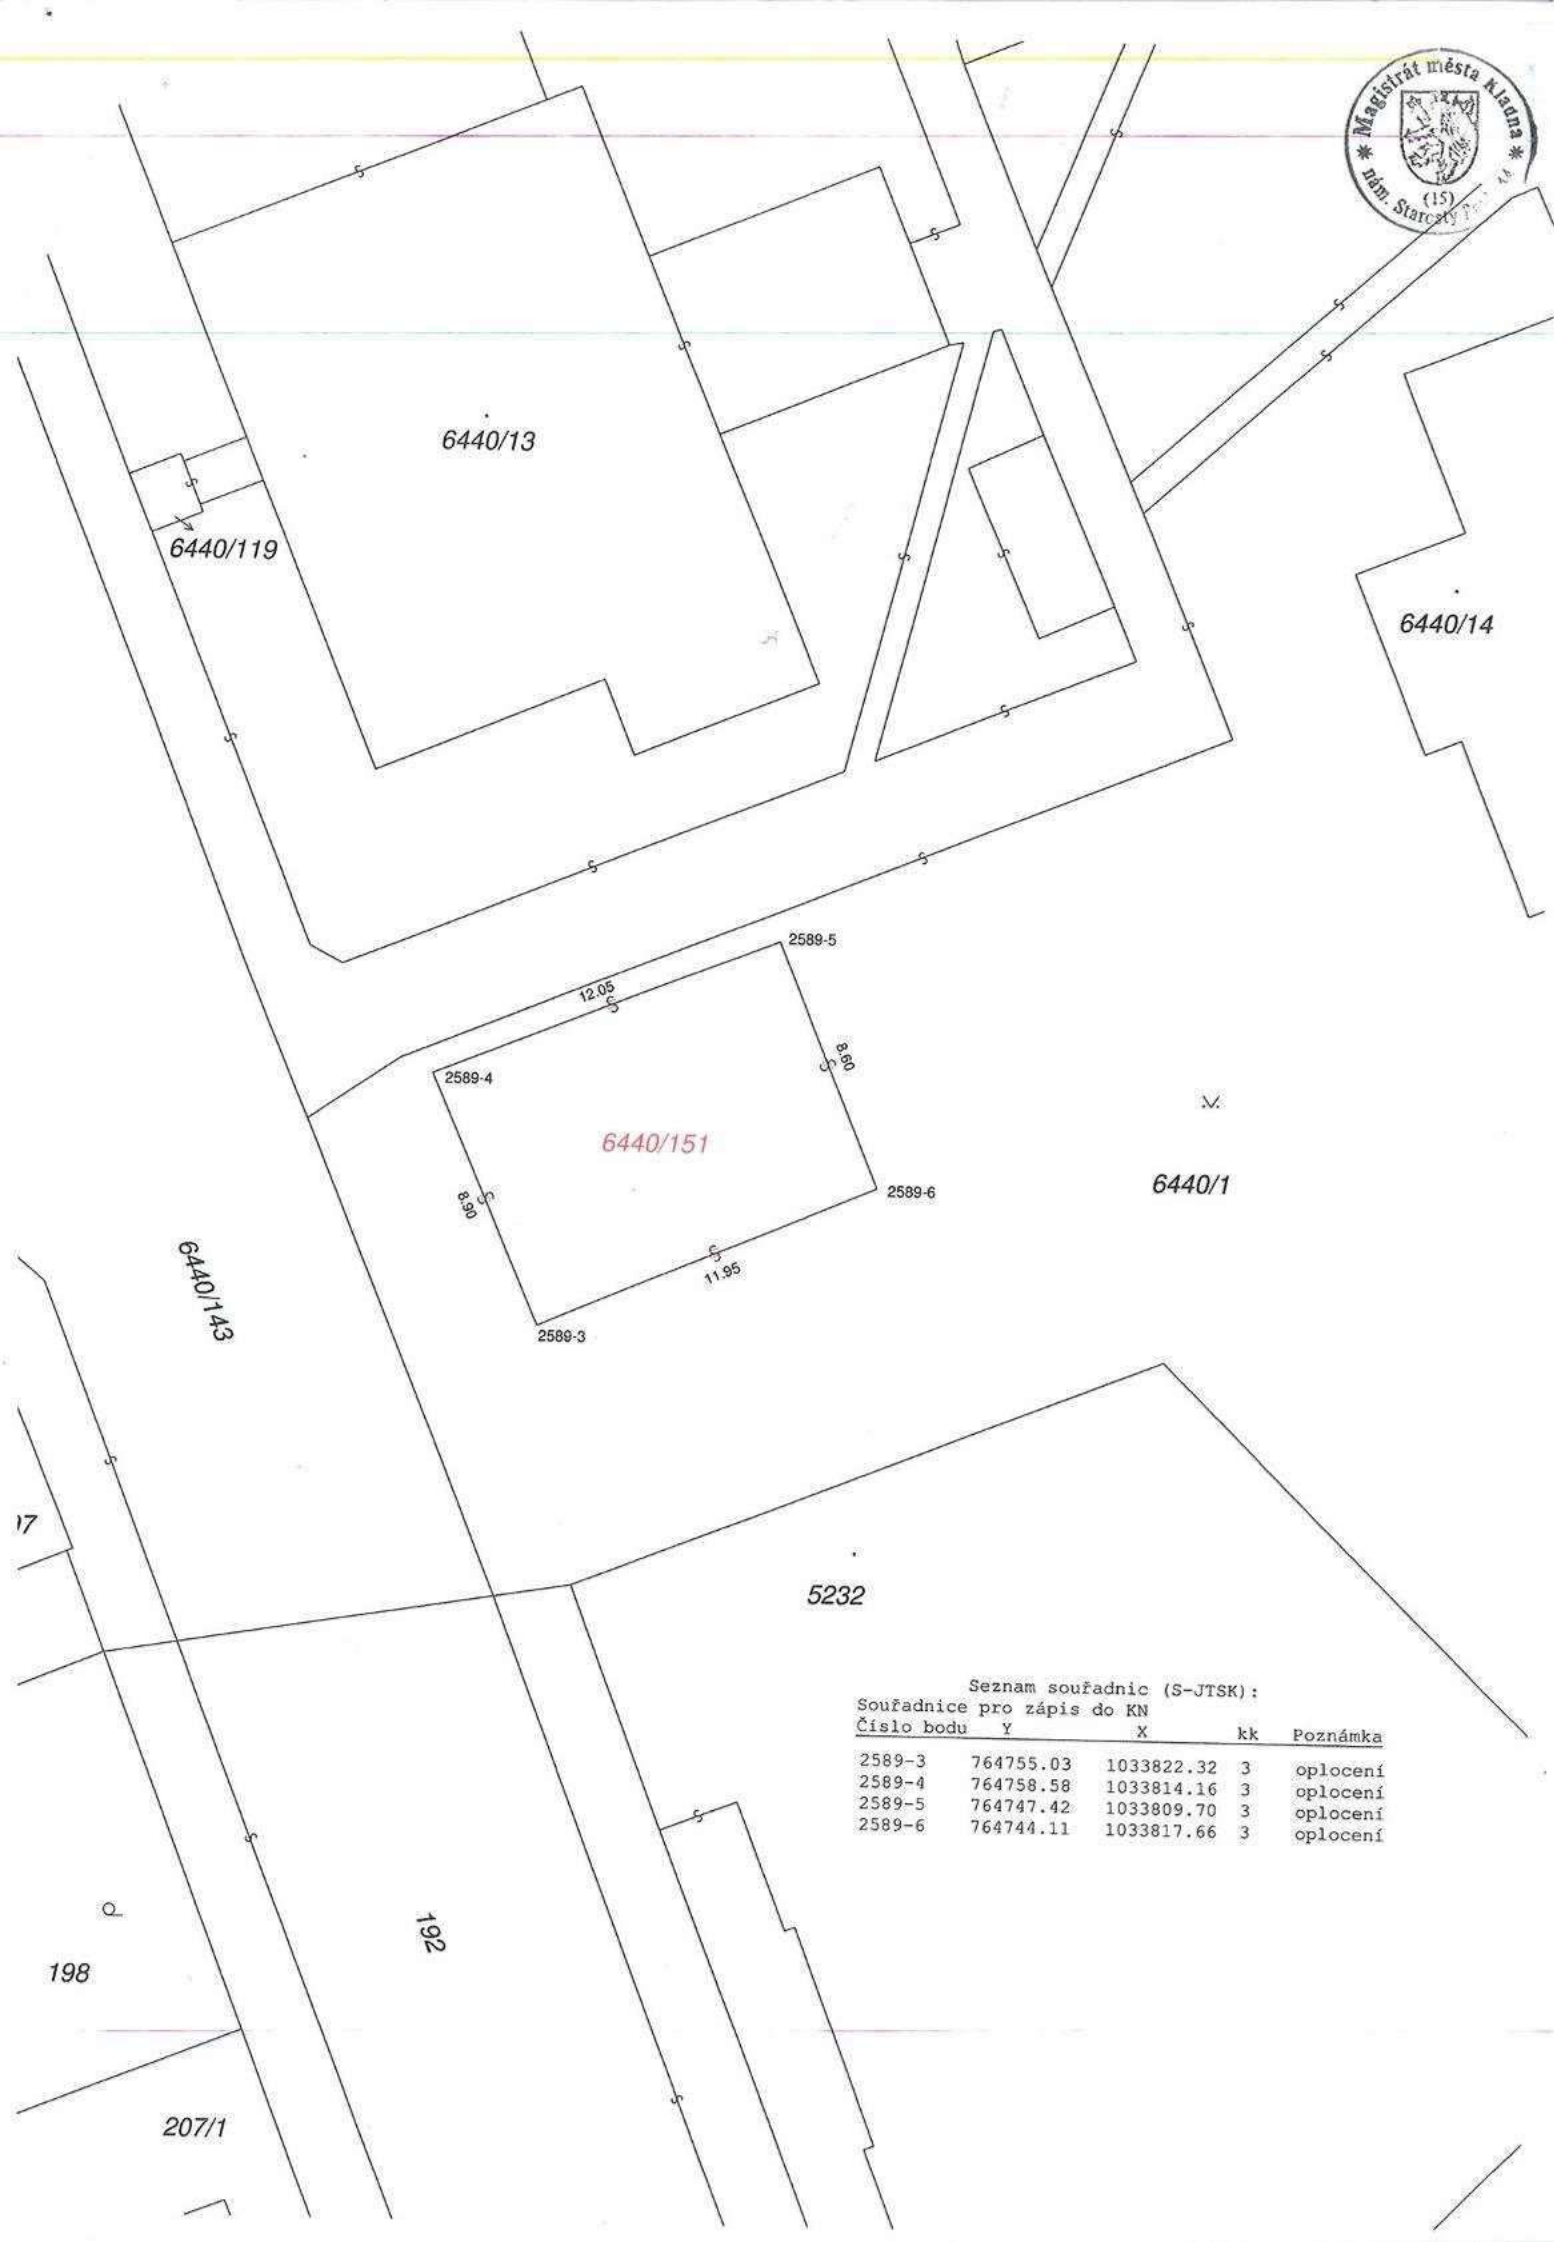 Magistrát města Kladna
nám. Starosty
(15)
6440/13
6440/119
6440/14
2589-5
12.05
8.60
2589-4
6440/151
6440/1
2589-6
8.90
11.95
6440/143
2589-3
5232
Seznam souřadnic (S-JTSK):
Souřadnice pro zápis do KN
Číslo bodu Y X kk Poznámka
2589-3 764755.03 1033822.32 3 oplocení
2589-4 764758.58 1033814.16 3 oplocení
2589-5 764747.42 1033809.70 3 oplocení
2589-6 764744.11 1033817.66 3 oplocení
192
198
207/1